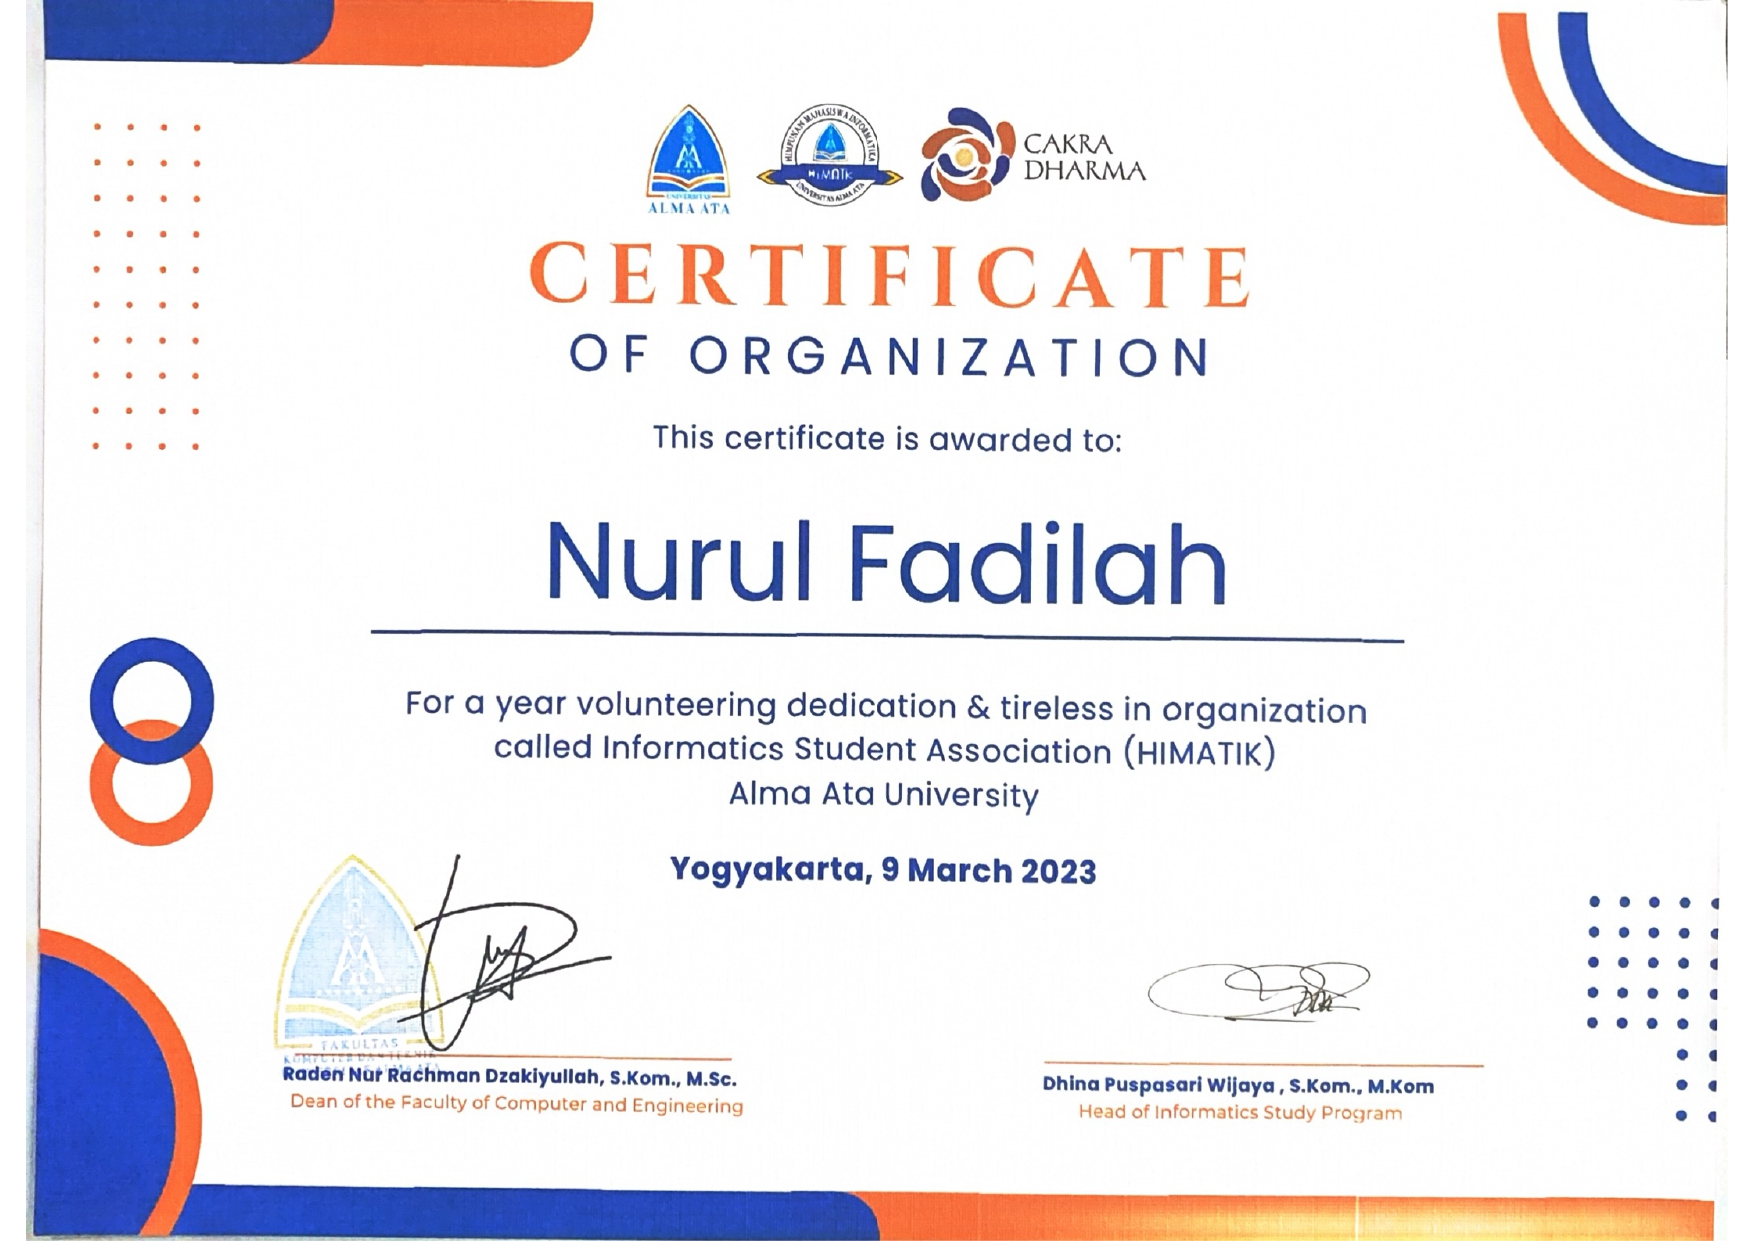 UNIVERSITAS
ALMA ATA
HIMPUNAN MAHASISWA INFORMATIKA
HIMATIK
UNIVERSITAS ALMA ATA
CAKRA
DHARMA
CERTIFICATE
OF ORGANIZATION
This certificate is awarded to:
Nurul Fadilah
For a year volunteering dedication & tireless in organization
called Informatics Student Association (HIMATIK)
Alma Ata University
Yogyakarta, 9 March 2023
FAKULTAS
KOMPUTER DAN TEKNIK
Raden Nur Rachman Dzakiyullah, S.Kom., M.Sc.
Dean of the Faculty of Computer and Engineering
Dhina Puspasari Wijaya , S.Kom., M.Kom
Head of Informatics Study Program